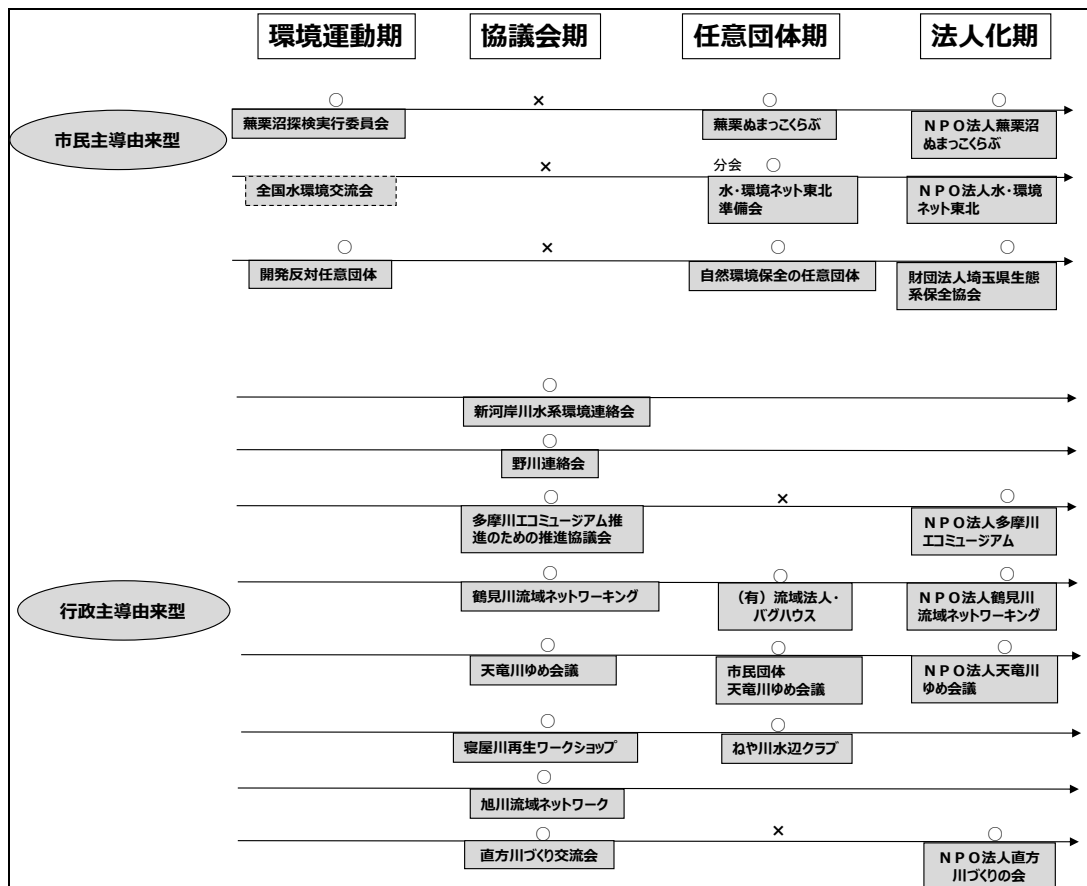 環境運動期 協議会期 任意団体期 法人化期
○ × ○ ○
市民主導由来型
蕪栗沼探検実行委員会 蕪栗ぬまっこくらぶ ＮＰＯ法人蕪栗沼
ぬまっこくらぶ
× 分会 ○
全国水環境交流会 水・環境ネット東北 ＮＰＯ法人水・環境
準備会 ネット東北
○ × ○ ○
開発反対任意団体 自然環境保全の任意団体 財団法人埼玉県生態
系保全協会
○
新河岸川水系環境連絡会
○
野川連絡会
○ × ○
多摩川エコミュージアム推 ＮＰＯ法人多摩川
進のための推進協議会 エコミュージアム
行政主導由来型
○ ○ ○
鶴見川流域ネットワーキング （有）流域法人・ ＮＰＯ法人鶴見川
バグハウス 流域ネットワーキング
○ ○ ○
天竜川ゆめ会議 市民団体 ＮＰＯ法人天竜川
天竜川ゆめ会議 ゆめ会議
○ ○
寝屋川再生ワークショップ ねや川水辺クラブ
○
旭川流域ネットワーク
○ × ○
直方川づくり交流会 ＮＰＯ法人直方
川づくりの会